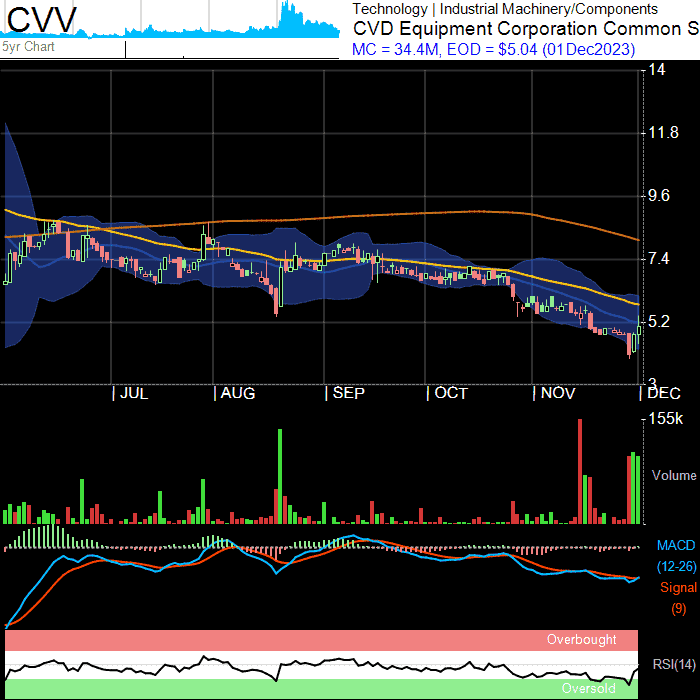 CVV
5yr Chart
Technology | Industrial Machinery/Components
CVD Equipment Corporation Common S
MC = 34.4M, EOD = $5.04 (01Dec2023)
14
11.8
9.6
7.4
5.2
3
JUL
AUG
SEP
OCT
NOV
DEC
155k
Volume
MACD
(12-26)
Signal
(9)
Overbought
RSI(14)
Oversold